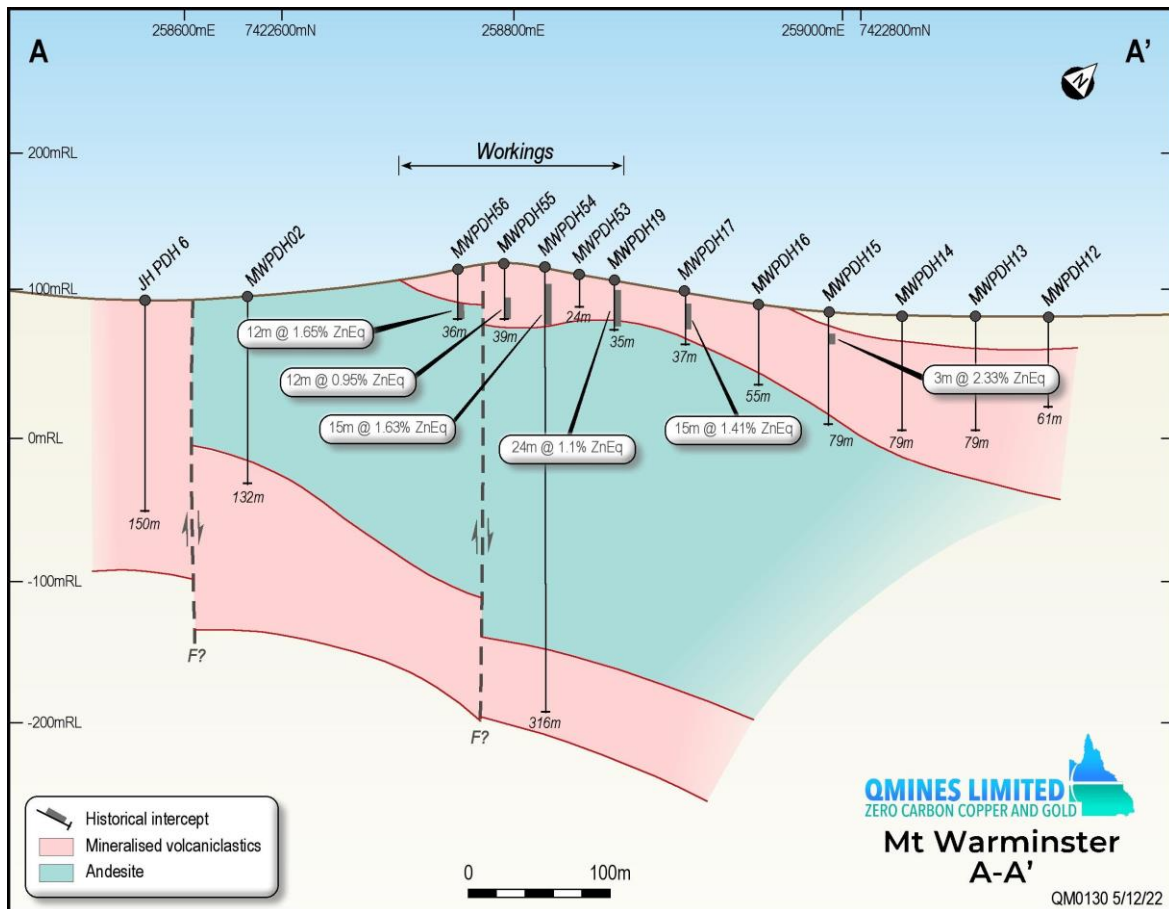 258600mE
7422600mN
258800mE
259000mE
7422800mN
A
A'
N
200mRL
Workings
JH PDH 6
MWPDH02
MWPDH56
MWPDH55
MWPDH54
MWPDH53
MWPDH19
MWPDH17
MWPDH16
MWPDH15
MWPDH14
MWPDH13
MWPDH12
100mRL
12m @ 1.65% ZnEq
36m
39m
24m
35m
37m
12m @ 0.95% ZnEq
3m @ 2.33% ZnEq
55m
61m
15m @ 1.63% ZnEq
24m @ 1.1% ZnEq
15m @ 1.41% ZnEq
0mRL
79m
79m
79m
132m
150m
-100mRL
F?
-200mRL
316m
F?
Historical intercept
Mineralised volcaniclastics
Andesite
0
100m
QMINES LIMITED
ZERO CARBON COPPER AND GOLD
Mt Warminster
A-A'
QM0130 5/12/22